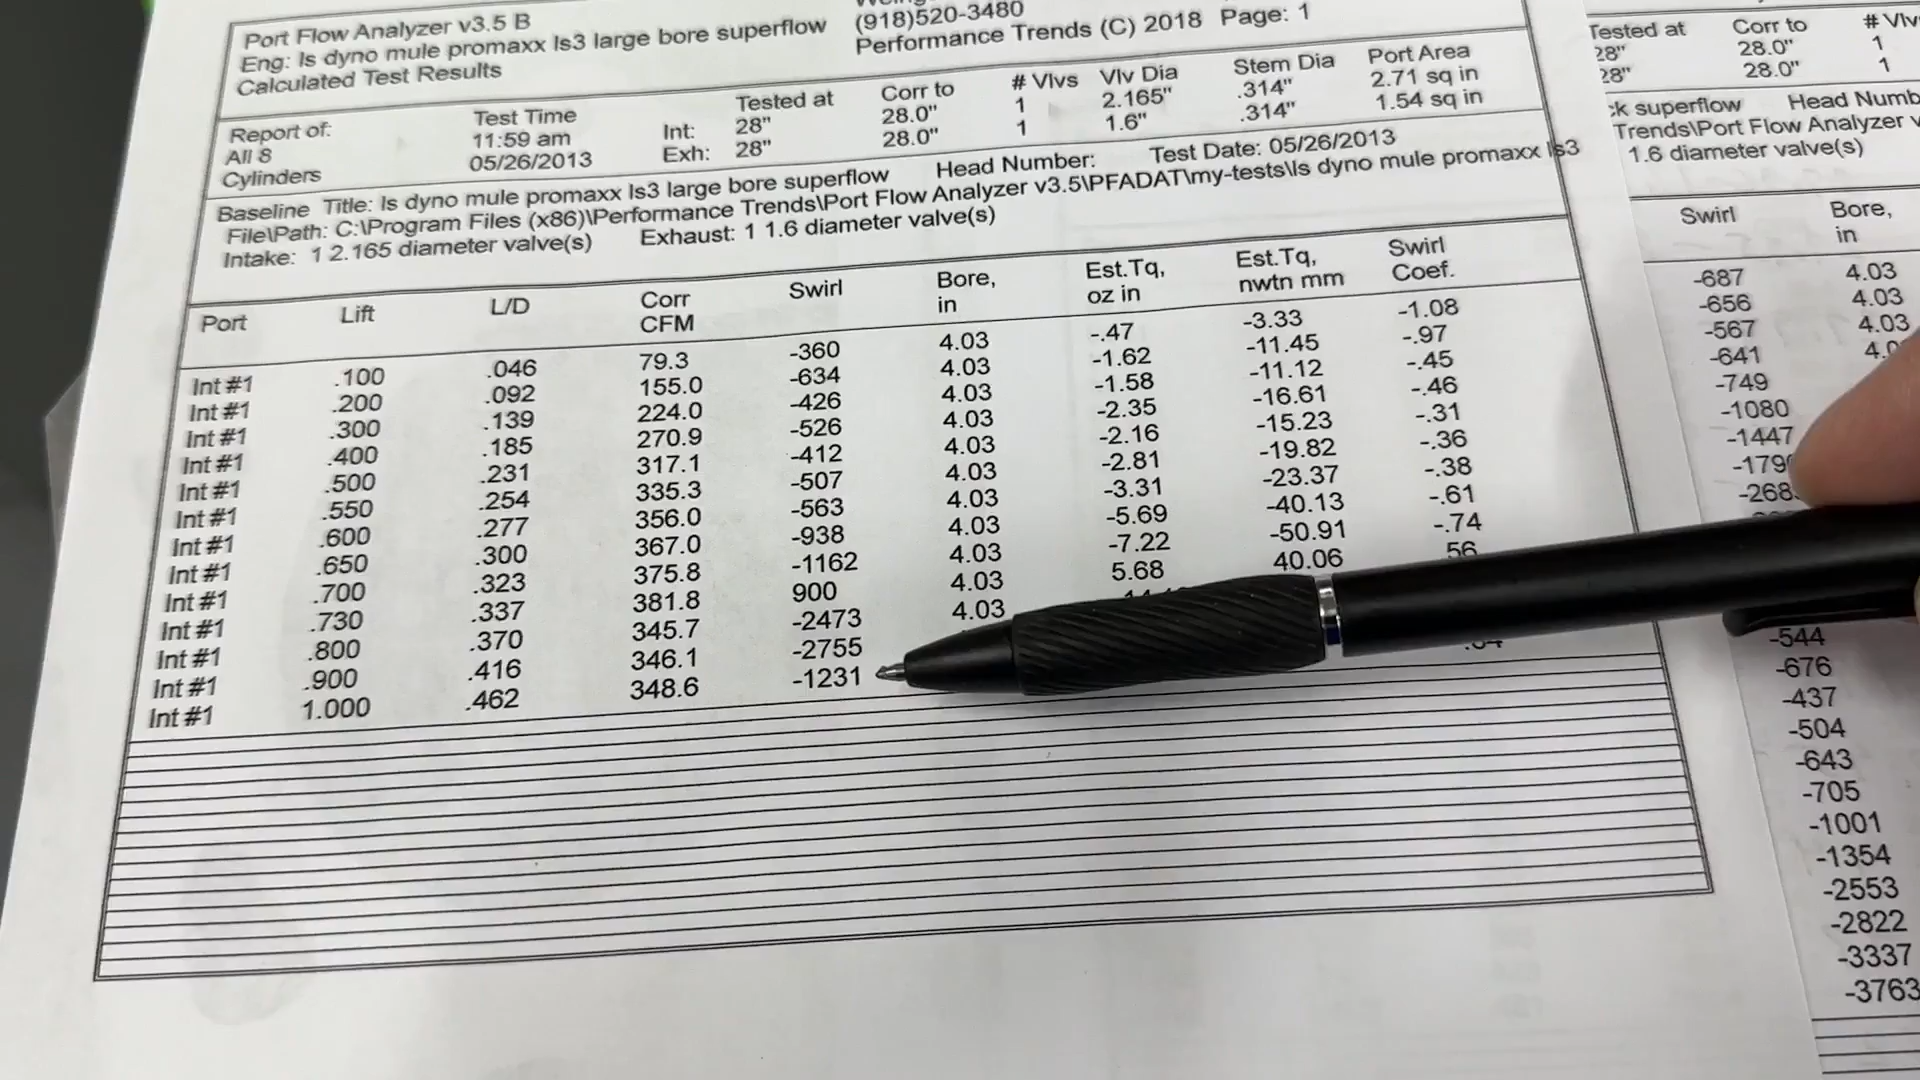 Port Flow Analyzer v3.5 B
(918)520-3480
Eng: ls dyno mule promaxx ls3 large bore superflow
Performance Trends (C) 2018 Page: 1
Calculated Test Results
Report of: Test Time Tested at Corr to # Vlvs Vlv Dia Stem Dia Port Area
All 8 11:59 am Int: 28" 28.0" 1 2.165" .314" 2.71 sq in
Cylinders 05/26/2013 Exh: 28" 28.0" 1 1.6" .314" 1.54 sq in
Baseline Title: ls dyno mule promaxx ls3 large bore superflow Head Number: Test Date: 05/26/2013
File\Path: C:\Program Files (x86)\Performance Trends\Port Flow Analyzer v3.5\PFADAT\my-tests\ls dyno mule promaxx ls3
Intake: 1 2.165 diameter valve(s) Exhaust: 1 1.6 diameter valve(s)
Port Lift L/D Corr CFM Swirl Bore, in Est.Tq, oz in Est.Tq, nwtn mm Swirl Coef.
Int #1 .100 .046 79.3 -360 4.03 -.47 -3.33 -1.08
Int #1 .200 .092 155.0 -634 4.03 -1.62 -11.45 -.97
Int #1 .300 .139 224.0 -426 4.03 -1.58 -11.12 -.45
Int #1 .400 .185 270.9 -526 4.03 -2.35 -16.61 -.46
Int #1 .500 .231 317.1 -412 4.03 -2.16 -15.23 -.31
Int #1 .550 .254 335.3 -507 4.03 -2.81 -19.82 -.36
Int #1 .600 .277 356.0 -563 4.03 -3.31 -23.37 -.38
Int #1 .650 .300 367.0 -938 4.03 -5.69 -40.13 -.61
Int #1 .700 .323 375.8 -1162 4.03 -7.22 -50.91 -.74
Int #1 .730 .337 381.8 900 4.03 5.68 40.06 .56
Int #1 .800 .370 345.7 -2473 4.03
Int #1 .900 .416 346.1 -2755
Int #1 1.000 .462 348.6 -1231
Tested at Corr to # Vlvs
28" 28.0" 1
28" 28.0" 1
superflow Head
Trends\Port Flow Analyzer
1.6 diameter valve(s)
Swirl Bore, in
-687 4.03
-656 4.03
-567 4.03
-641
-749
-1080
-1447
-544
-676
-437
-504
-643
-705
-1001
-1354
-2553
-2822
-3337
-3763